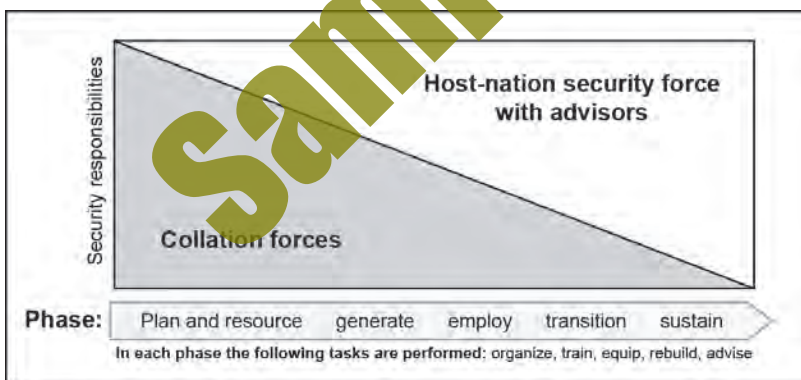 Security responsibilities
Host-nation security force
with advisors
Collation forces
Phase: Plan and resource generate employ transition sustain
In each phase the following tasks are performed: organize, train, equip, rebuild, advise